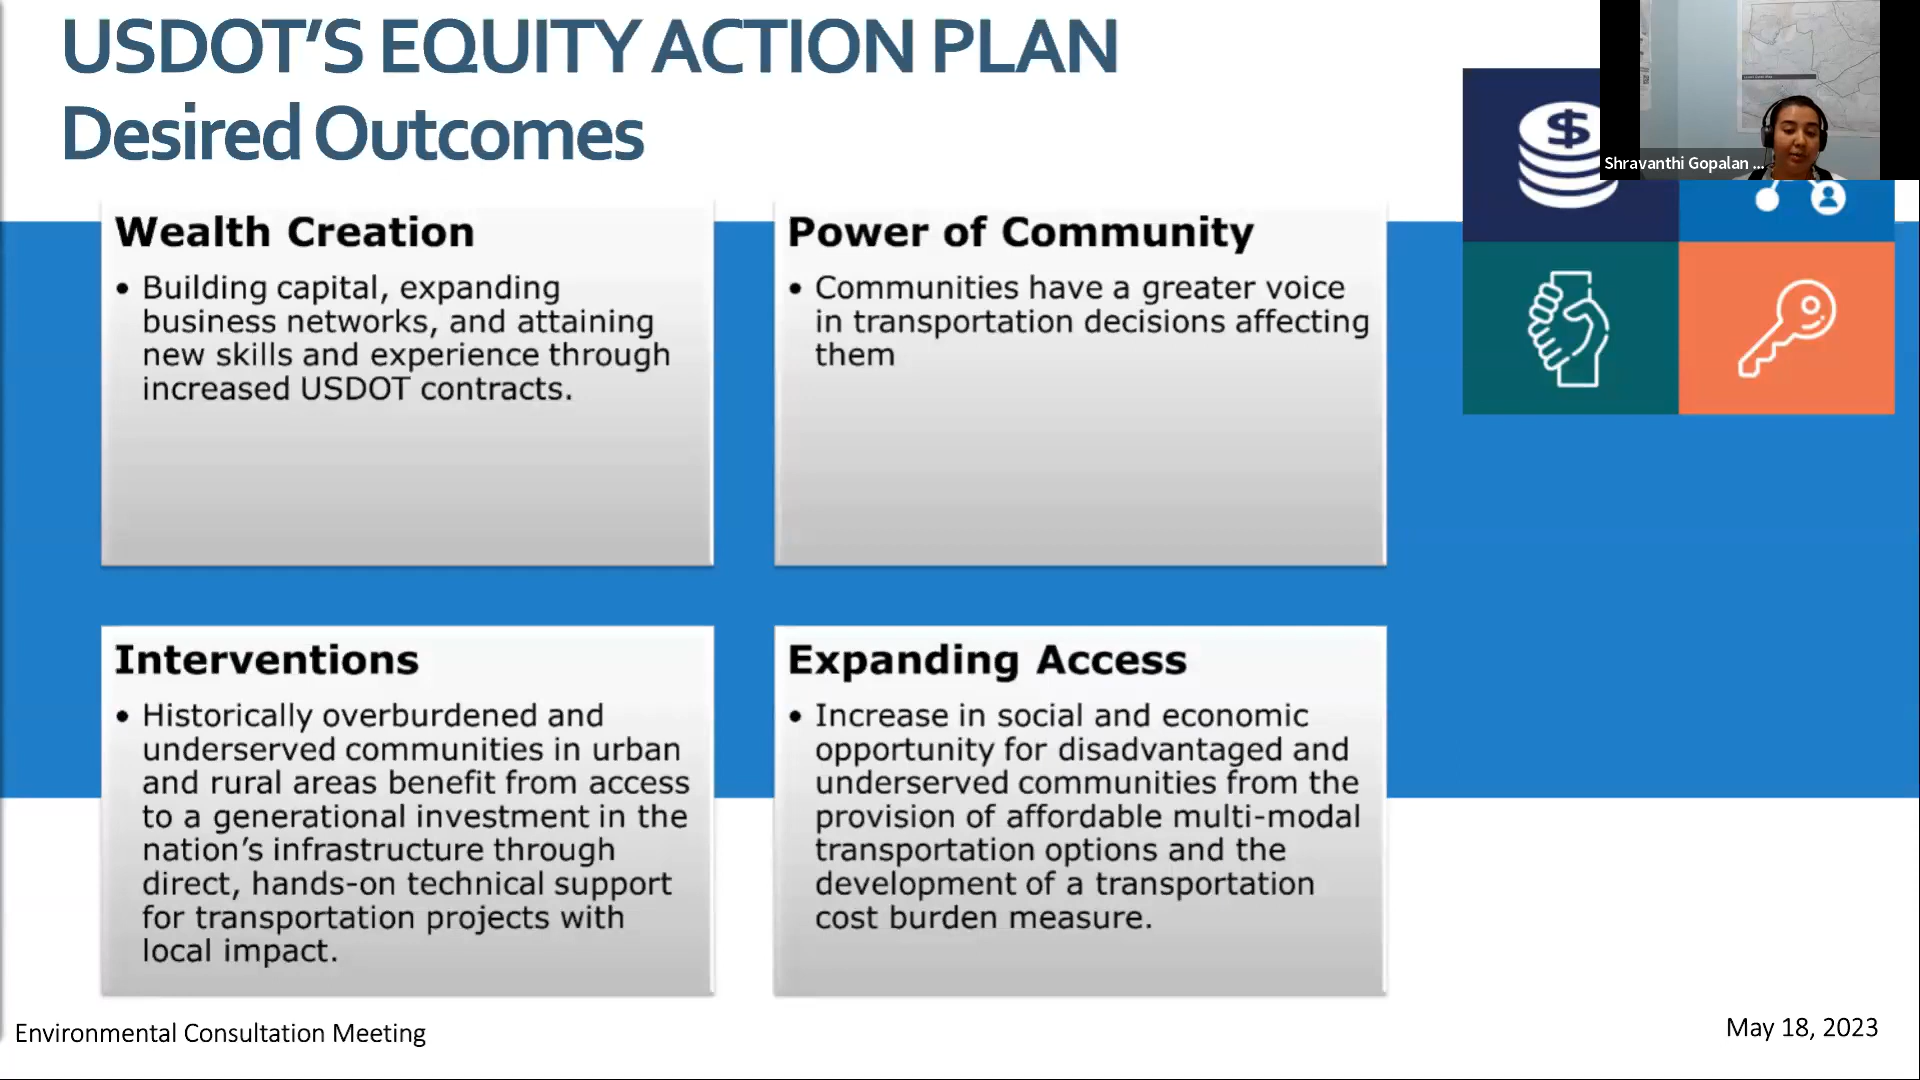 USDOT’S EQUITY ACTION PLAN
Desired Outcomes
Shravanthi Gopalan ...
Wealth Creation
• Building capital, expanding
business networks, and attaining
new skills and experience through
increased USDOT contracts.
Power of Community
• Communities have a greater voice
in transportation decisions affecting
them
$
Interventions
• Historically overburdened and
underserved communities in urban
and rural areas benefit from access
to a generational investment in the
nation’s infrastructure through
direct, hands-on technical support
for transportation projects with
local impact.
Expanding Access
• Increase in social and economic
opportunity for disadvantaged and
underserved communities from the
provision of affordable multi-modal
transportation options and the
development of a transportation
cost burden measure.
Environmental Consultation Meeting
May 18, 2023